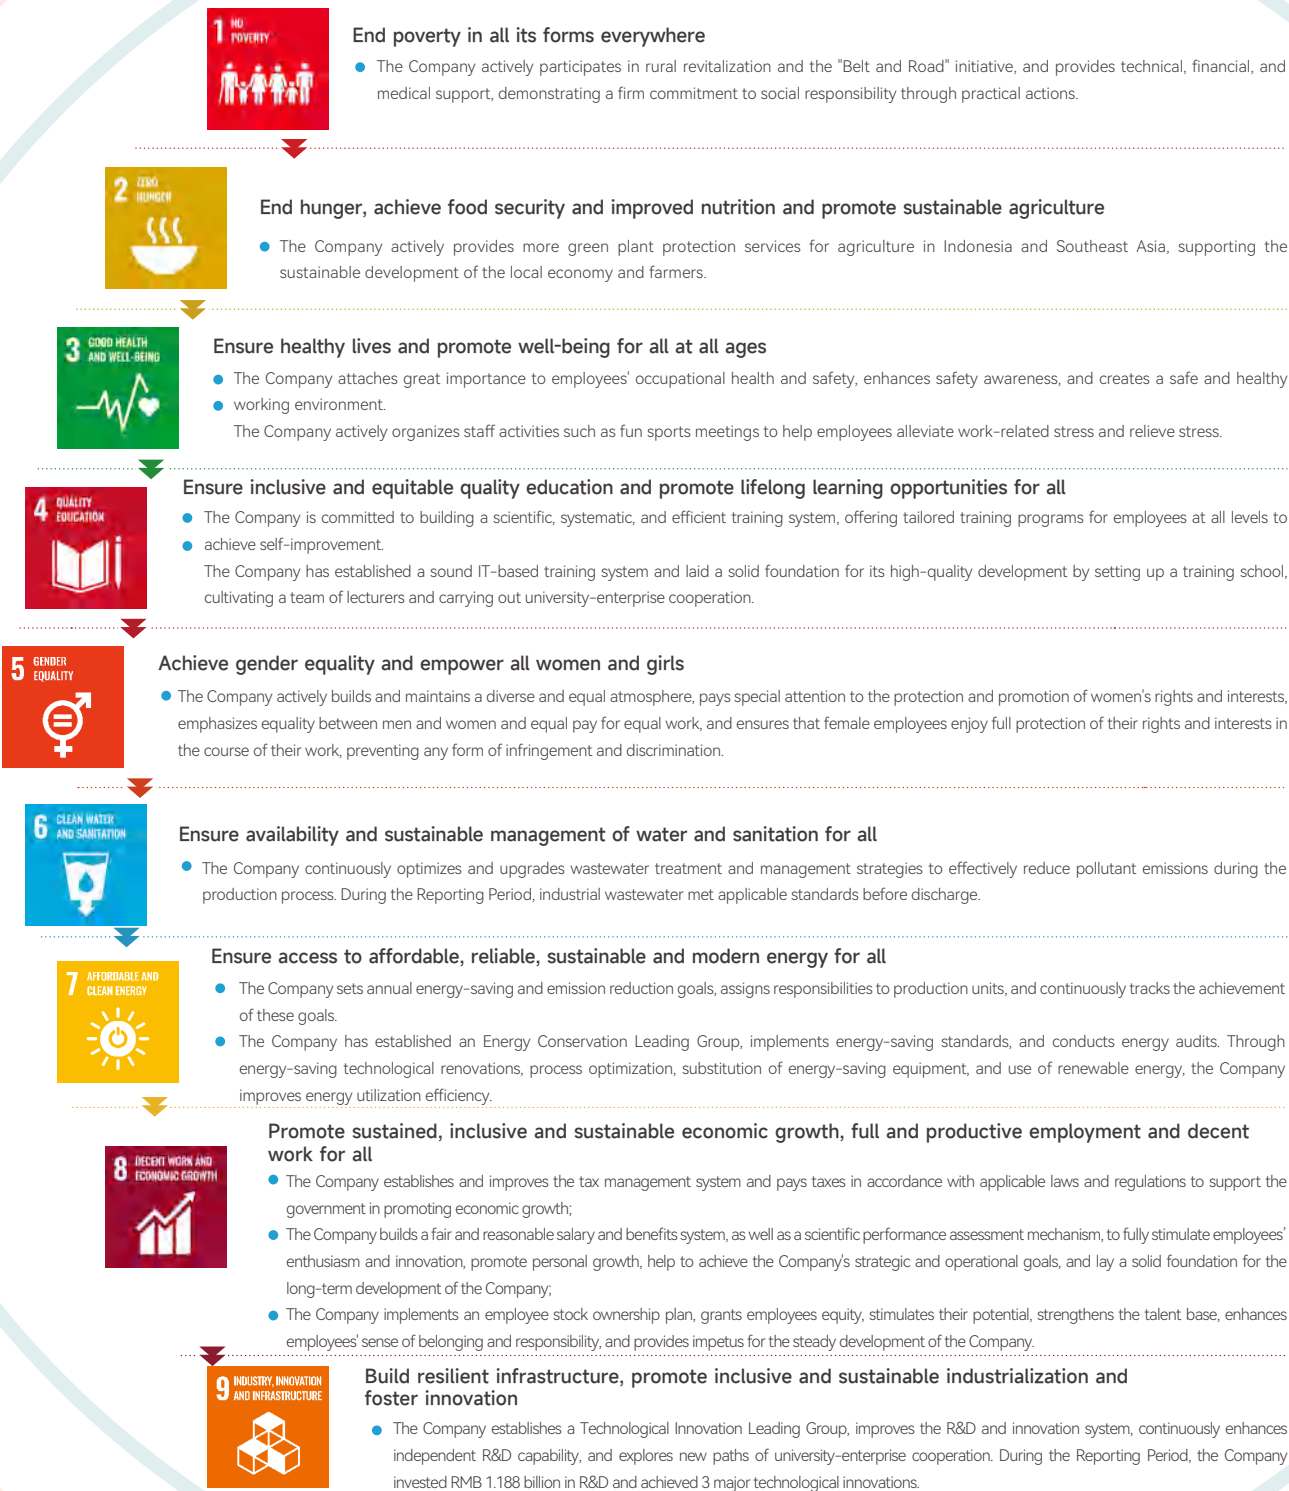 1 NO
POVERTY
End poverty in all its forms everywhere
The Company actively participates in rural revitalization and the "Belt and Road" initiative, and provides technical, financial, and
medical support, demonstrating a firm commitment to social responsibility through practical actions.
2 ZERO
HUNGER
End hunger, achieve food security and improved nutrition and promote sustainable agriculture
The Company actively provides more green plant protection services for agriculture in Indonesia and Southeast Asia, supporting the
sustainable development of the local economy and farmers.
3 GOOD HEALTH
AND WELL-BEING
Ensure healthy lives and promote well-being for all at all ages
The Company attaches great importance to employees' occupational health and safety, enhances safety awareness, and creates a safe and healthy
working environment.
The Company actively organizes staff activities such as fun sports meetings to help employees alleviate work-related stress and relieve stress.
4 QUALITY
EDUCATION
Ensure inclusive and equitable quality education and promote lifelong learning opportunities for all
The Company is committed to building a scientific, systematic, and efficient training system, offering tailored training programs for employees at all levels to
achieve self-improvement.
The Company has established a sound IT-based training system and laid a solid foundation for its high-quality development by setting up a training school,
cultivating a team of lecturers and carrying out university-enterprise cooperation.
5 GENDER
EQUALITY
Achieve gender equality and empower all women and girls
The Company actively builds and maintains a diverse and equal atmosphere, pays special attention to the protection and promotion of women's rights and interests,
emphasizes equality between men and women and equal pay for equal work, and ensures that female employees enjoy full protection of their rights and interests in
the course of their work, preventing any form of infringement and discrimination.
6 CLEAN WATER
AND SANITATION
Ensure availability and sustainable management of water and sanitation for all
The Company continuously optimizes and upgrades wastewater treatment and management strategies to effectively reduce pollutant emissions during the
production process. During the Reporting Period, industrial wastewater met applicable standards before discharge.
7 AFFORDABLE AND
CLEAN ENERGY
Ensure access to affordable, reliable, sustainable and modern energy for all
The Company sets annual energy-saving and emission reduction goals, assigns responsibilities to production units, and continuously tracks the achievement
of these goals.
The Company has established an Energy Conservation Leading Group, implements energy-saving standards, and conducts energy audits. Through
energy-saving technological renovations, process optimization, substitution of energy-saving equipment, and use of renewable energy, the Company
improves energy utilization efficiency.
8 DECENT WORK AND
ECONOMIC GROWTH
Promote sustained, inclusive and sustainable economic growth, full and productive employment and decent
work for all
The Company establishes and improves the tax management system and pays taxes in accordance with applicable laws and regulations to support the
government in promoting economic growth;
The Company builds a fair and reasonable salary and benefits system, as well as a scientific performance assessment mechanism, to fully stimulate employees'
enthusiasm and innovation, promote personal growth, help to achieve the Company's strategic and operational goals, and lay a solid foundation for the
long-term development of the Company;
The Company implements an employee stock ownership plan, grants employees equity, stimulates their potential, strengthens the talent base, enhances
employees' sense of belonging and responsibility, and provides impetus for the steady development of the Company.
9 INDUSTRY, INNOVATION
AND INFRASTRUCTURE
Build resilient infrastructure, promote inclusive and sustainable industrialization and
foster innovation
The Company establishes a Technological Innovation Leading Group, improves the R&D and innovation system, continuously enhances
independent R&D capability, and explores new paths of university-enterprise cooperation. During the Reporting Period, the Company
invested RMB 1.188 billion in R&D and achieved 3 major technological innovations.